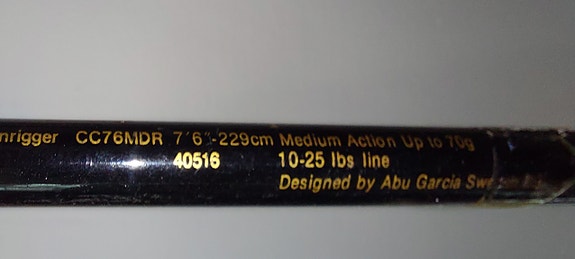 nrigger CC76MDR 7'6"-229cm Medium Action Up to 70g
40516 10-25 lbs line
Designed by Abu Garcia